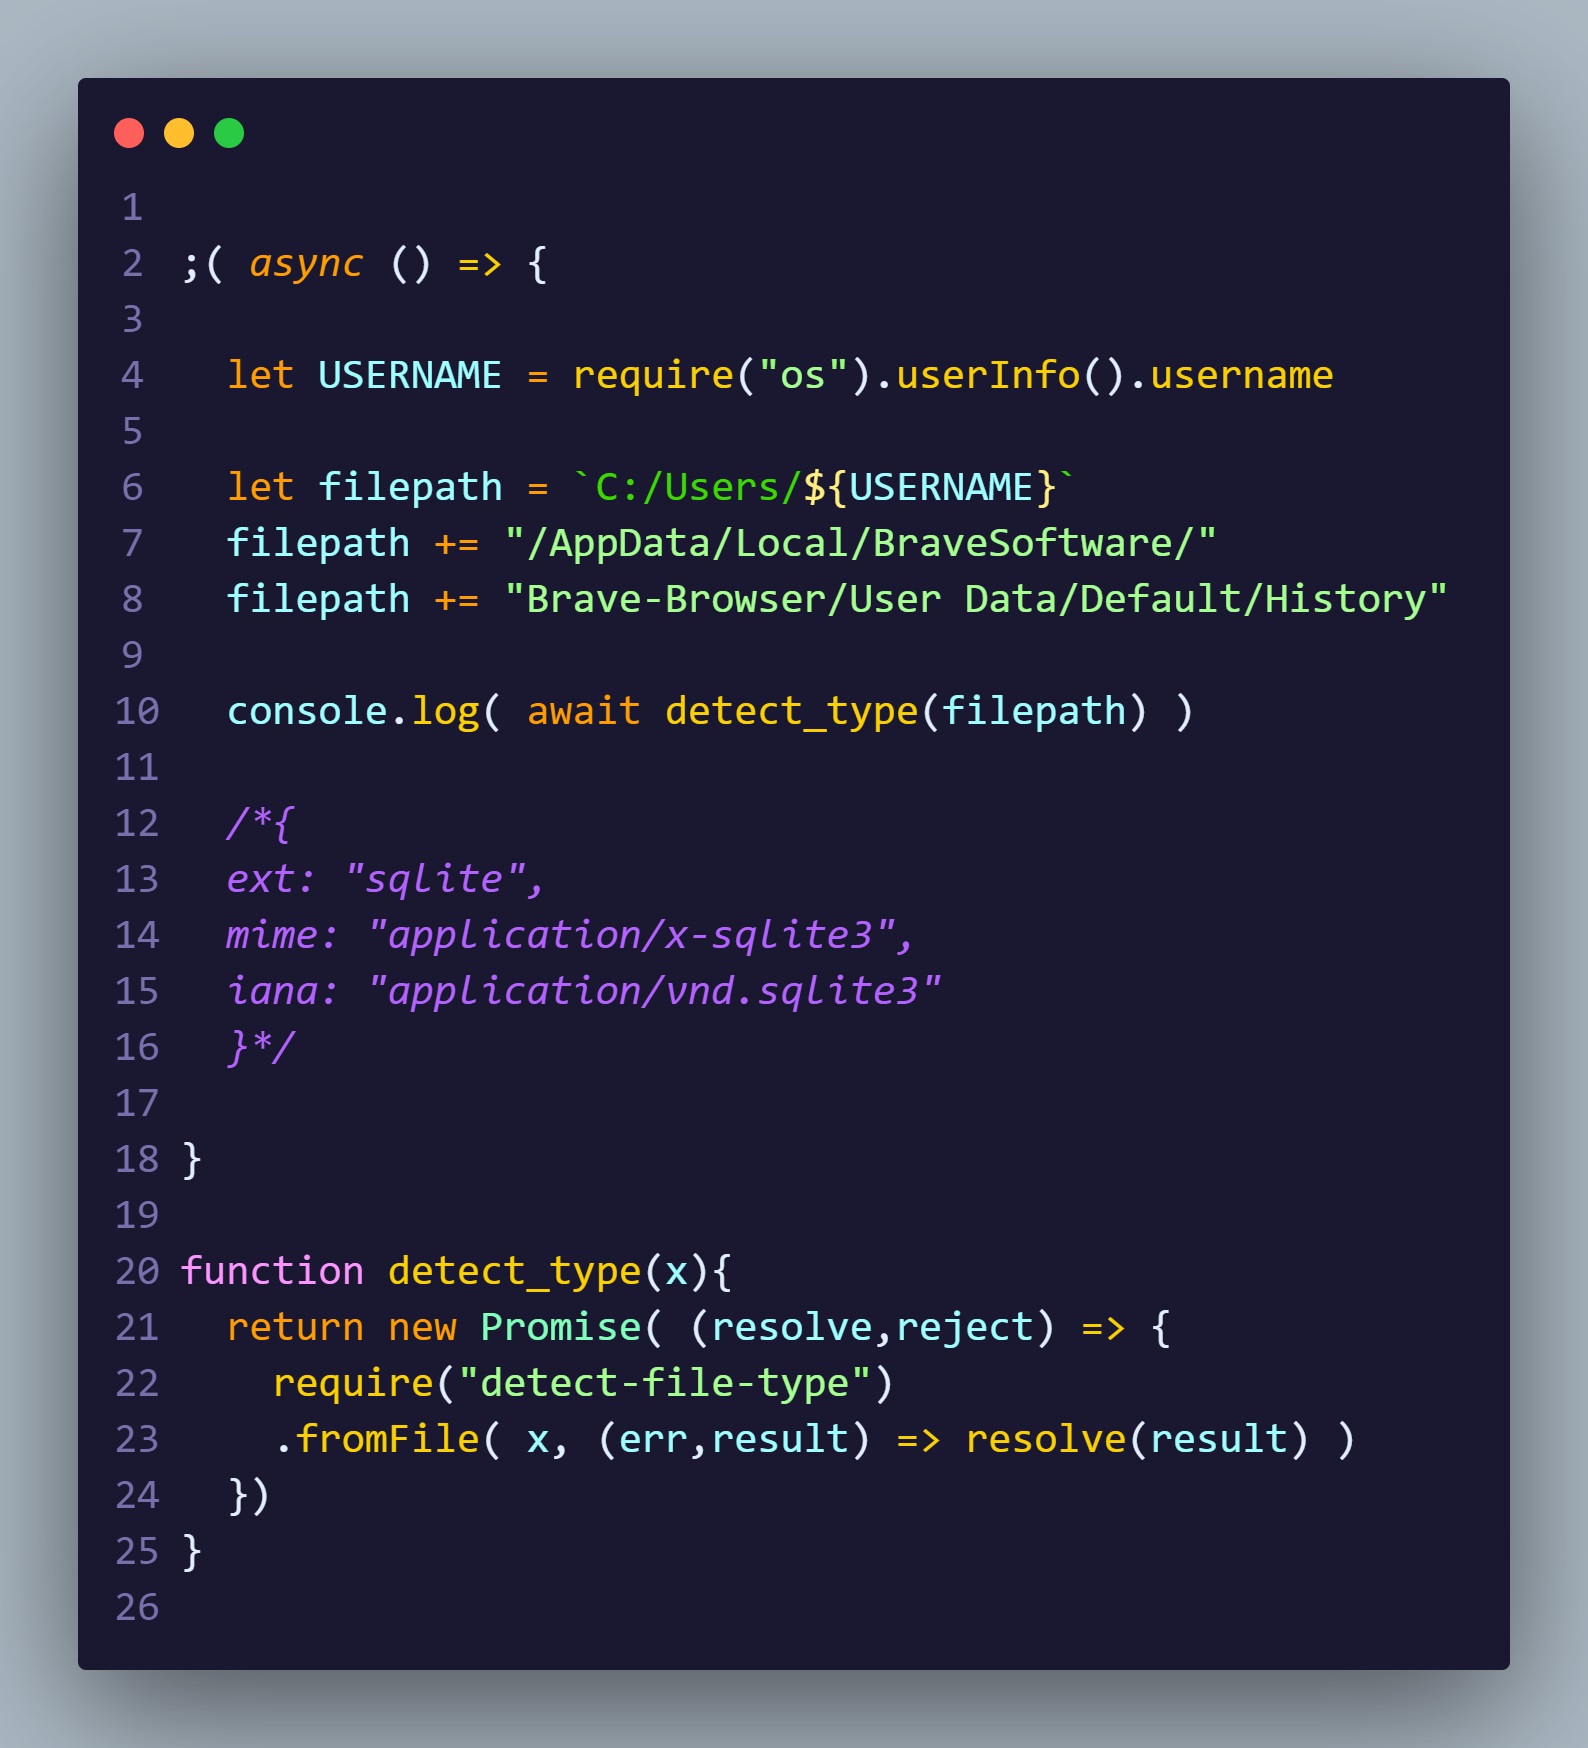 1
2 ;( async () => {
3
4   let USERNAME = require("os").userInfo().username
5
6   let filepath = `C:/Users/${USERNAME}`
7   filepath += "/AppData/Local/BraveSoftware/"
8   filepath += "Brave-Browser/User Data/Default/History"
9
10   console.log( await detect_type(filepath) )
11
12   /*{
13   ext: "sqlite",
14   mime: "application/x-sqlite3",
15   iana: "application/vnd.sqlite3"
16   }*/
17
18 }
19
20 function detect_type(x){
21   return new Promise( (resolve,reject) => {
22     require("detect-file-type")
23     .fromFile( x, (err,result) => resolve(result) )
24   })
25 }
26